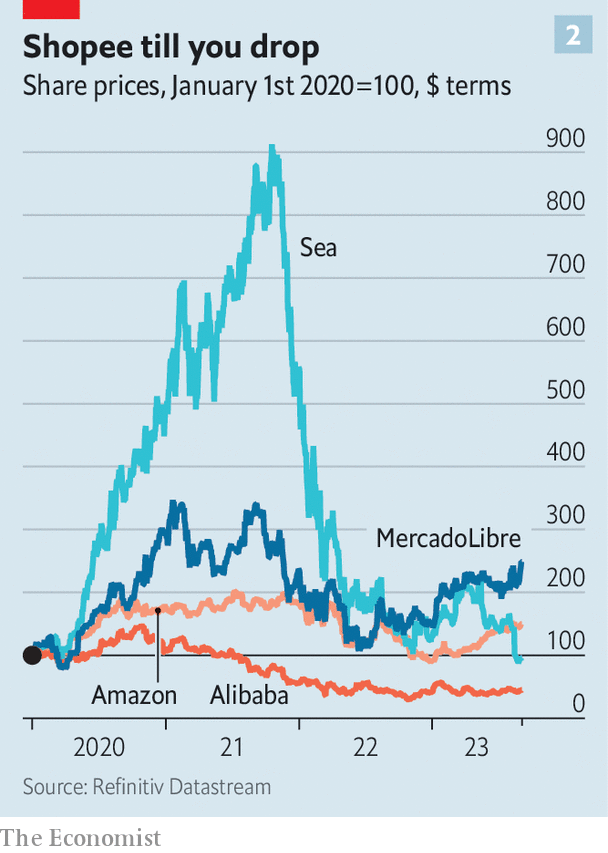 Shopee till you drop
2
Share prices, January 1st 2020=100, $ terms
900
800
Sea
700
600
500
400
300
MercadoLibre
200
100
Amazon
Alibaba
0
2020
21
22
23
Source: Refinitiv Datastream
The Economist